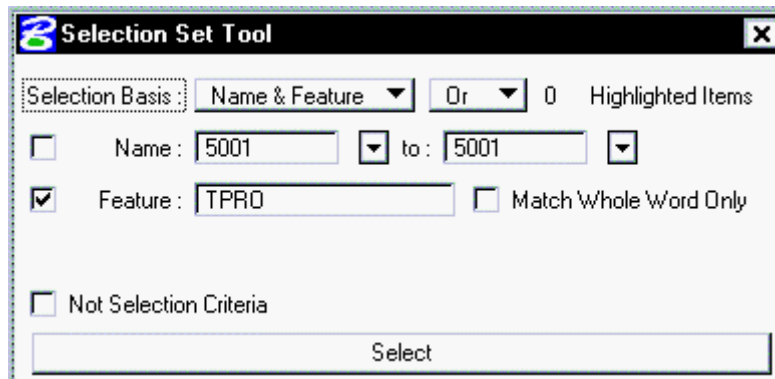 Selection Set Tool
Selection Basis : Name & Feature Or 0 Highlighted Items
Name : 5001 to : 5001
Feature : TPRO Match Whole Word Only
Not Selection Criteria
Select